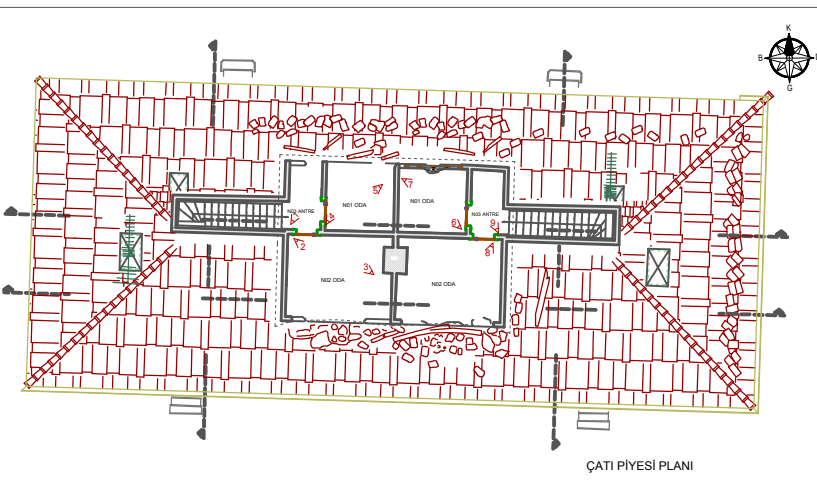 K
B
D
G
5
7
N01 ODA
N01 ODA
N03 ANTRE
1
4
6
N03 ANTRE
9
2
8
3
N02 ODA
N02 ODA
ÇATI PİYESİ PLANI